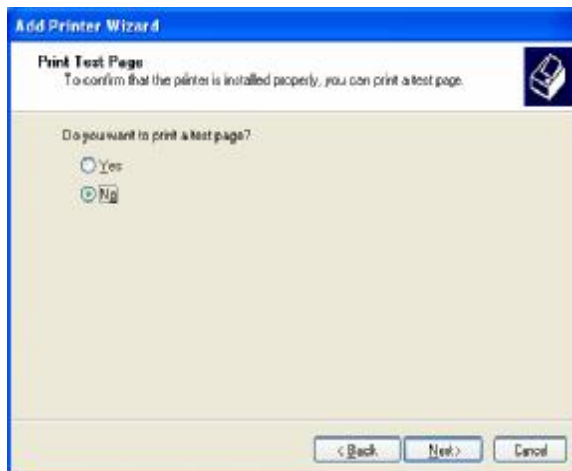 Add Printer Wizard
Print Test Page
To confirm that the printer is installed properly, you can print a test page.
Do you want to print a test page?
Yes
No
< Back Next > Cancel